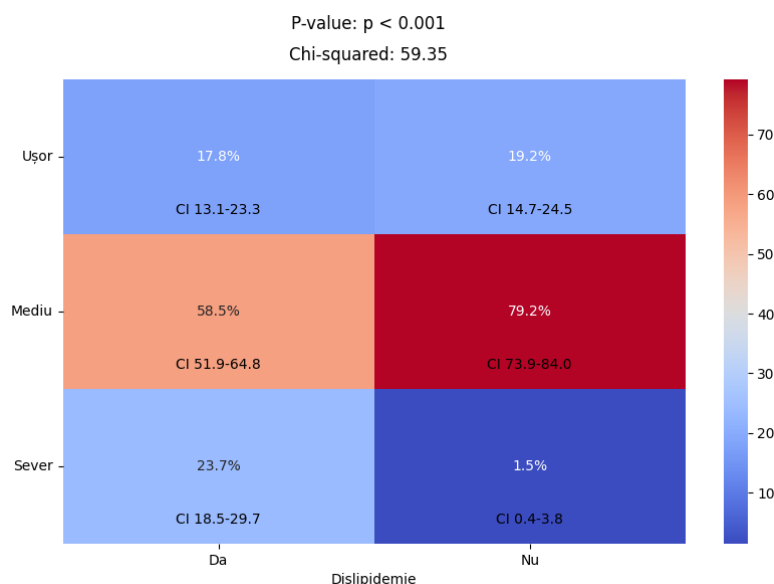 P-value: p < 0.001
Chi-squared: 59.35
Ușor
17.8%
19.2%
CI 13.1-23.3
CI 14.7-24.5
Mediu
58.5%
79.2%
CI 51.9-64.8
CI 73.9-84.0
Sever
23.7%
1.5%
CI 18.5-29.7
CI 0.4-3.8
Da
Nu
Dislipidemie
70
60
50
40
30
20
10